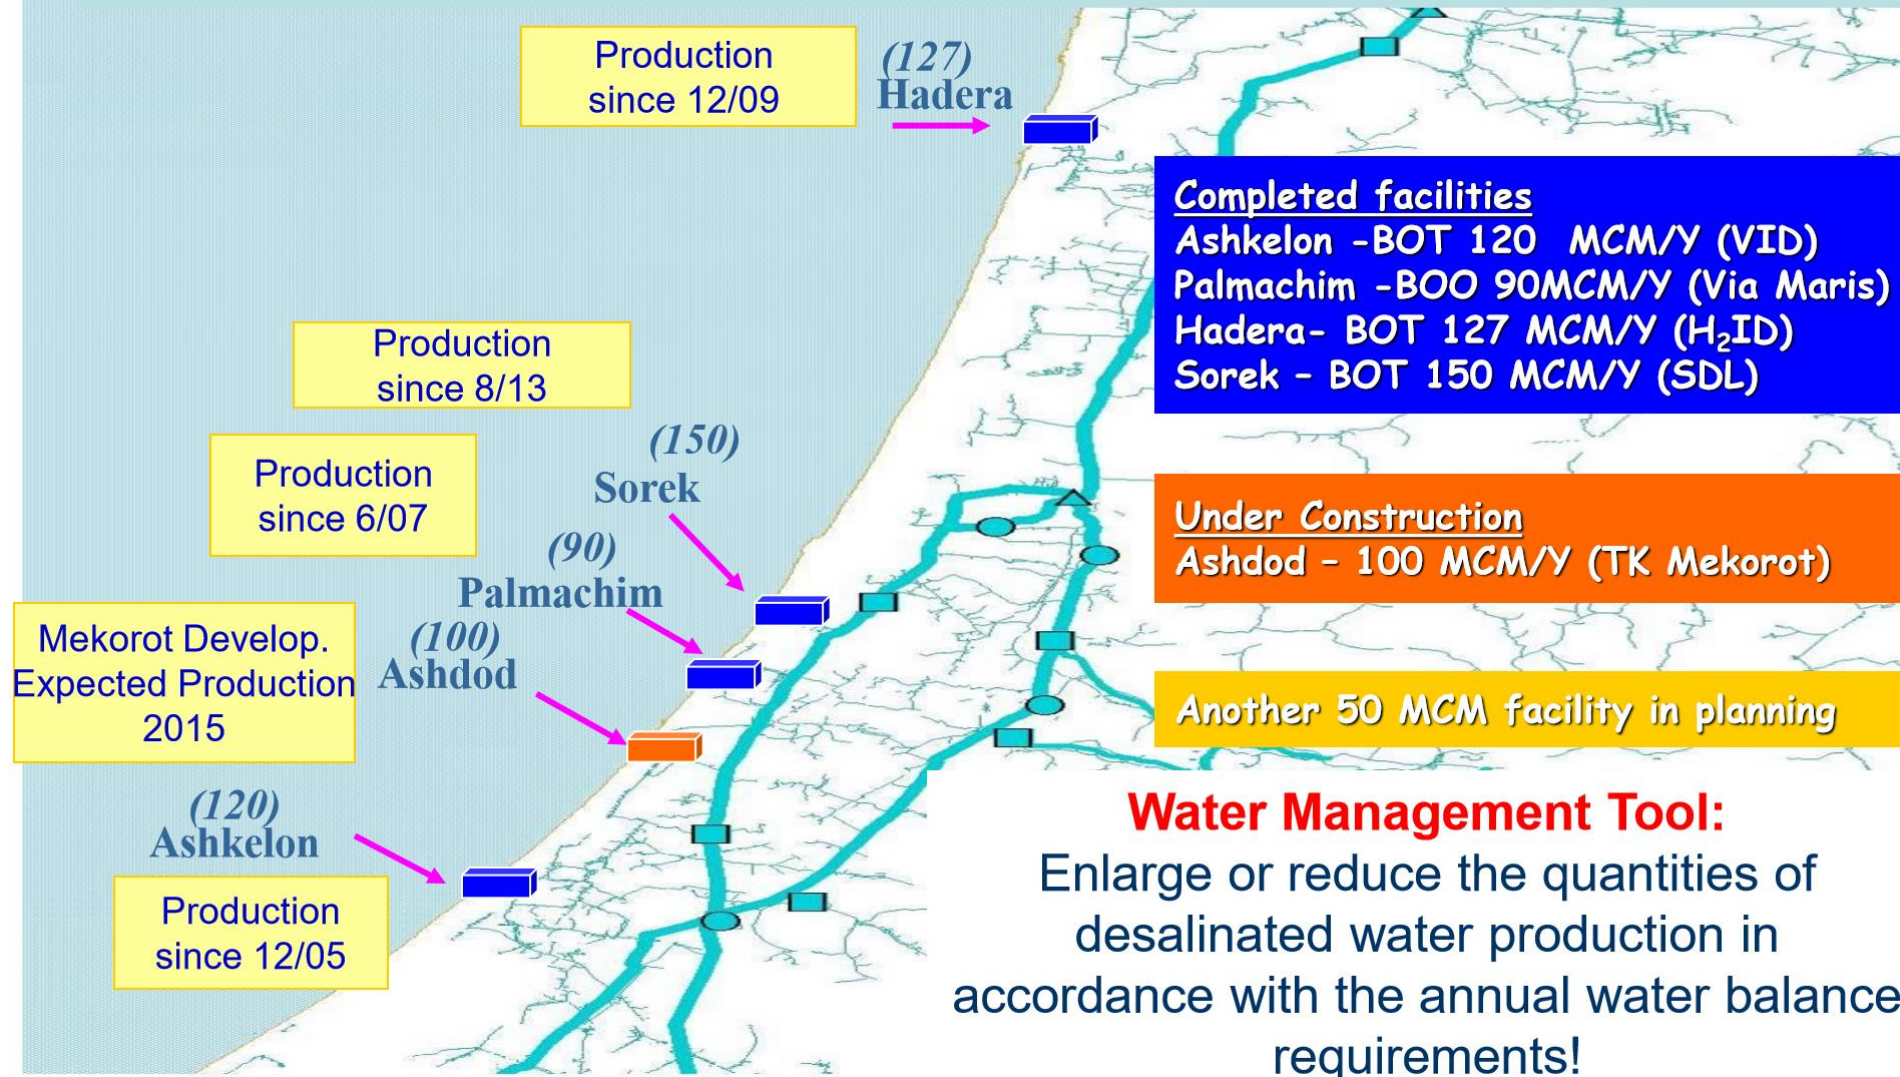 Production
since 12/09
(127)
Hadera
Completed facilities
Ashkelon -BOT 120 MCM/Y (VID)
Palmachim -BOO 90MCM/Y (Via Maris)
Hadera- BOT 127 MCM/Y (H₂ID)
Sorek – BOT 150 MCM/Y (SDL)
Production
since 8/13
(150)
Sorek
Production
since 6/07
(90)
Palmachim
Under Construction
Ashdod – 100 MCM/Y (TK Mekorot)
Mekorot Develop.
Expected Production
2015
(100)
Ashdod
Another 50 MCM facility in planning
(120)
Ashkelon
Production
since 12/05
Water Management Tool:
Enlarge or reduce the quantities of
desalinated water production in
accordance with the annual water balance
requirements!